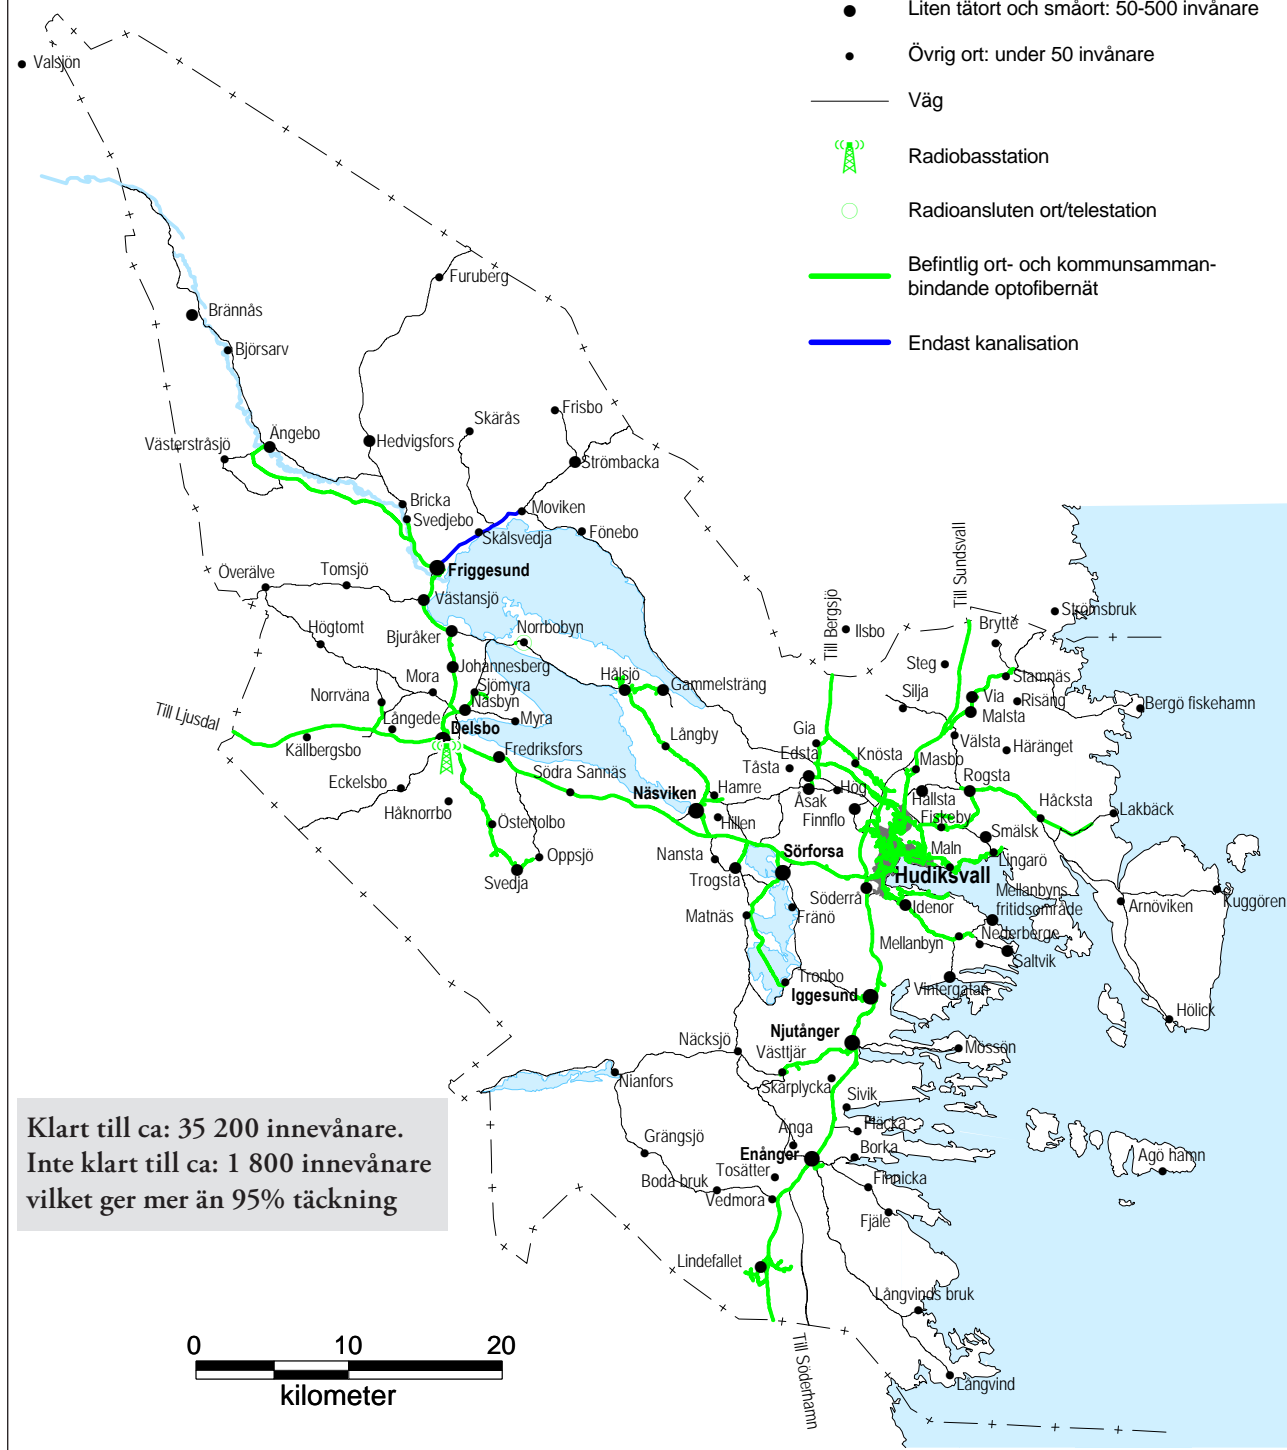 Liten tätort och småort: 50-500 invånare
Övrig ort: under 50 invånare
Väg
Radiobasstation
Radioansluten ort/telestation
Befintlig ort- och kommunsamman-
bindande optofibernät
Endast kanalisation
Valsjön
Furuberg
Brännås
Björsarv
Frisbo
Skärås
Ängebo
Hedvigsfors
Västerstråsjö
Strömbacka
Bricka
Svedjebo
Moviken
Skålsvedja
Fönebo
Friggesund
Överälve
Tomsjö
Västansjö
Högtomt
Bjuråker
Norrbobyn
Johannesberg
Mora
Sjömyra
Norrväna
Näsbyn
Myra
Långede
Till Ljusdal
Delsbo
Källbergsbo
Fredriksfors
Södra Sannäs
Eckelsbo
Håknorrbo
Östertolbo
Oppsjö
Svedja
Hålsjö
Gammelsträng
Långby
Näsviken
Hamre
Hillen
Nansta
Trogsta
Sörforsa
Matnäs
Fränö
Tronbo
Till Bergsjö
Ilsbo
Till Sundsvall
Strömsbruk
Brytte
Steg
Stamnäs
Silja
Via
Risäng
Malsta
Bergö fiskehamn
Gia
Välsta
Häränget
Edsta
Knösta
Masbo
Tåsta
Hög
Rogsta
Åsak
Hallsta
Håcksta
Lakbäck
Finnflo
Fiskeby
Smälsk
Maln
Lingarö
Hudiksvall
Söderrå
Idenor
Mellanbyns
fritidsområde
Arnöviken
Kuggören
Mellanbyn
Nederberge
Saltvik
Vintergatan
Hölick
Iggesund
Njutånger
Näcksjö
Västtjär
Mössön
Nianfors
Skärplycka
Sivik
Häcka
Grängsjö
Änga
Borka
Enånger
Agö hamn
Tosätter
Finnicka
Boda bruk
Vedmora
Fjäle
Lindefallet
Långvinds bruk
Långvind
Till Söderhamn
Klart till ca: 35 200 innevånare.
Inte klart till ca: 1 800 innevånare
vilket ger mer än 95% täckning
0 10 20
kilometer